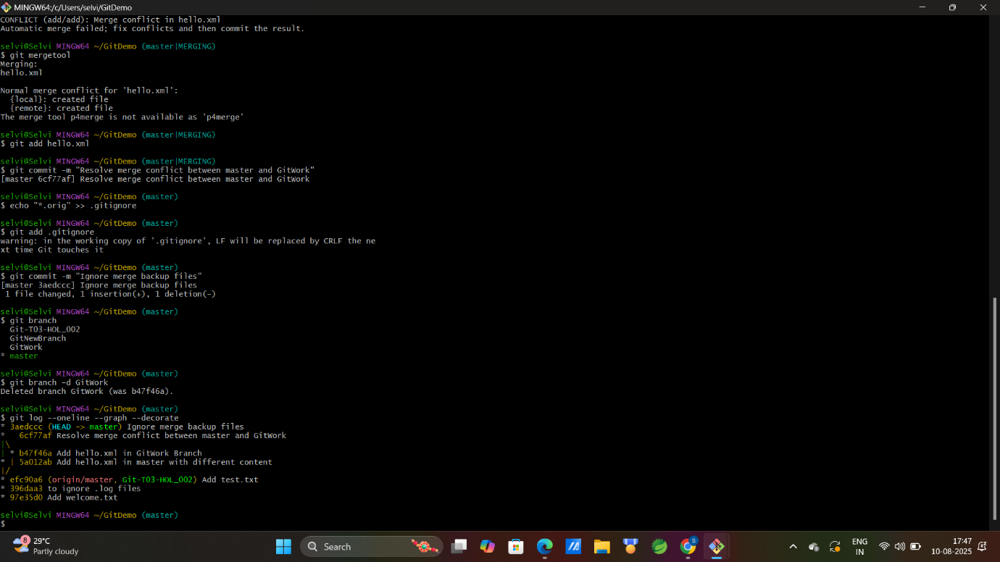 MINGW64:/c/Users/selvi/GitDemo
CONFLICT (add/add): Merge conflict in hello.xml
Automatic merge failed; fix conflicts and then commit the result.
selvi@Selvi MINGW64 ~/GitDemo (master|MERGING)
$ git mergetool
Merging:
hello.xml
Normal merge conflict for 'hello.xml':
  {local}: created file
  {remote}: created file
The merge tool p4merge is not available as 'p4merge'
selvi@Selvi MINGW64 ~/GitDemo (master|MERGING)
$ git add hello.xml
selvi@Selvi MINGW64 ~/GitDemo (master|MERGING)
$ git commit -m "Resolve merge conflict between master and GitWork"
[master 6cf77af] Resolve merge conflict between master and GitWork
selvi@Selvi MINGW64 ~/GitDemo (master)
$ echo "*.orig" >> .gitignore
selvi@Selvi MINGW64 ~/GitDemo (master)
$ git add .gitignore
warning: in the working copy of '.gitignore', LF will be replaced by CRLF the ne
xt time Git touches it
selvi@Selvi MINGW64 ~/GitDemo (master)
$ git commit -m "Ignore merge backup files"
[master 3aedccc] Ignore merge backup files
 1 file changed, 1 insertion(+), 1 deletion(-)
selvi@Selvi MINGW64 ~/GitDemo (master)
$ git branch
  Git-T03-HOL_002
  GitNewBranch
  GitWork
* master
selvi@Selvi MINGW64 ~/GitDemo (master)
$ git branch -d GitWork
Deleted branch GitWork (was b47f46a).
selvi@Selvi MINGW64 ~/GitDemo (master)
$ git log --oneline --graph --decorate
* 3aedccc (HEAD -> master) Ignore merge backup files
*   6cf77af Resolve merge conflict between master and GitWork
|\
| * b47f46a Add hello.xml in GitWork Branch
* | 5a012ab Add hello.xml in master with different content
|/
* efc90a6 (origin/master, Git-T03-HOL_002) Add test.txt
* 396daa3 to ignore .log files
* 97e35d0 Add welcome.txt
selvi@Selvi MINGW64 ~/GitDemo (master)
$
8
29°C
Partly cloudy
Search
S
ENG
IN
17:47
10-08-2025